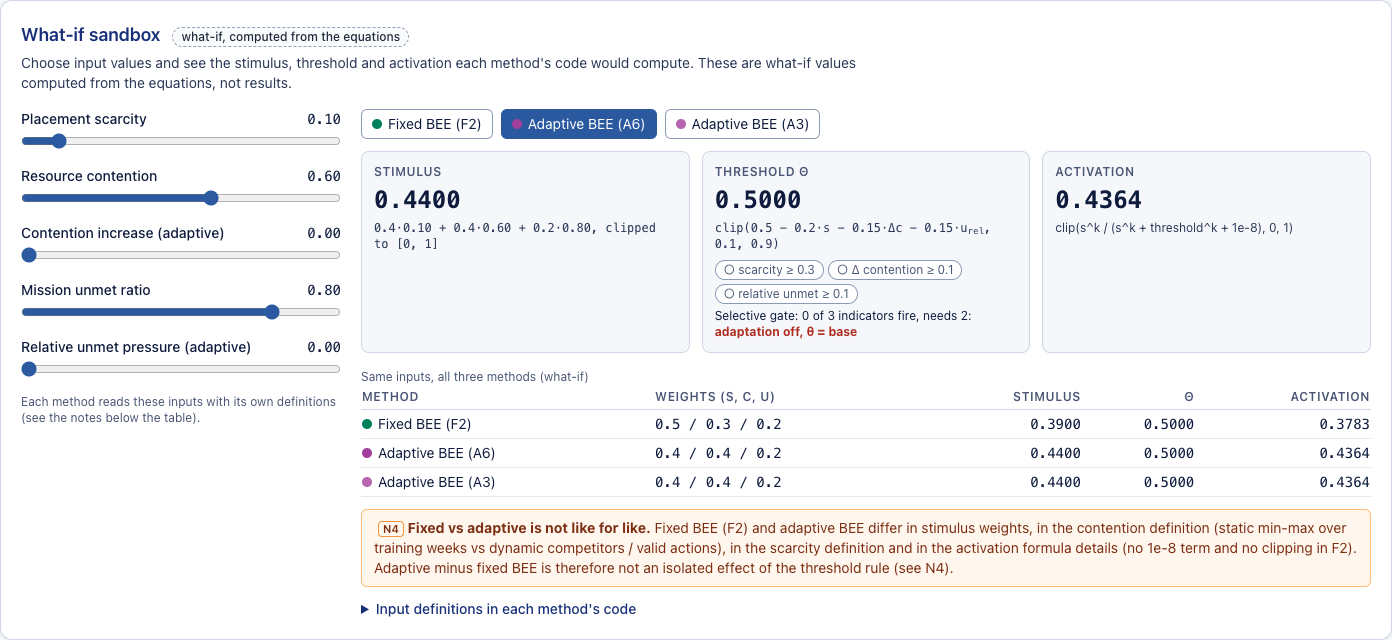 What-if sandbox what-if, computed from the equations
Choose input values and see the stimulus, threshold and activation each method's code would compute. These are what-if values
computed from the equations, not results.
Placement scarcity 0.10
Resource contention 0.60
Contention increase (adaptive) 0.00
Mission unmet ratio 0.80
Relative unmet pressure (adaptive) 0.00
Each method reads these inputs with its own definitions
(see the notes below the table).
Fixed BEE (F2) Adaptive BEE (A6) Adaptive BEE (A3)
STIMULUS
0.4400
0.4·0.10 + 0.4·0.60 + 0.2·0.80, clipped
to [0, 1]
THRESHOLD Θ
0.5000
clip(0.5 − 0.2·s − 0.15·Δc − 0.15·u_rel,
0.1, 0.9)
○ scarcity ≥ 0.3 ○ Δ contention ≥ 0.1
○ relative unmet ≥ 0.1
Selective gate: 0 of 3 indicators fire, needs 2:
adaptation off, θ = base
ACTIVATION
0.4364
clip(s^k / (s^k + threshold^k + 1e-8), 0, 1)
Same inputs, all three methods (what-if)
METHOD WEIGHTS (S, C, U) STIMULUS Θ ACTIVATION
Fixed BEE (F2) 0.5 / 0.3 / 0.2 0.3900 0.5000 0.3783
Adaptive BEE (A6) 0.4 / 0.4 / 0.2 0.4400 0.5000 0.4364
Adaptive BEE (A3) 0.4 / 0.4 / 0.2 0.4400 0.5000 0.4364
N4 Fixed vs adaptive is not like for like. Fixed BEE (F2) and adaptive BEE differ in stimulus weights, in the contention definition (static min-max over
training weeks vs dynamic competitors / valid actions), in the scarcity definition and in the activation formula details (no 1e-8 term and no clipping in F2).
Adaptive minus fixed BEE is therefore not an isolated effect of the threshold rule (see N4).
▶ Input definitions in each method's code